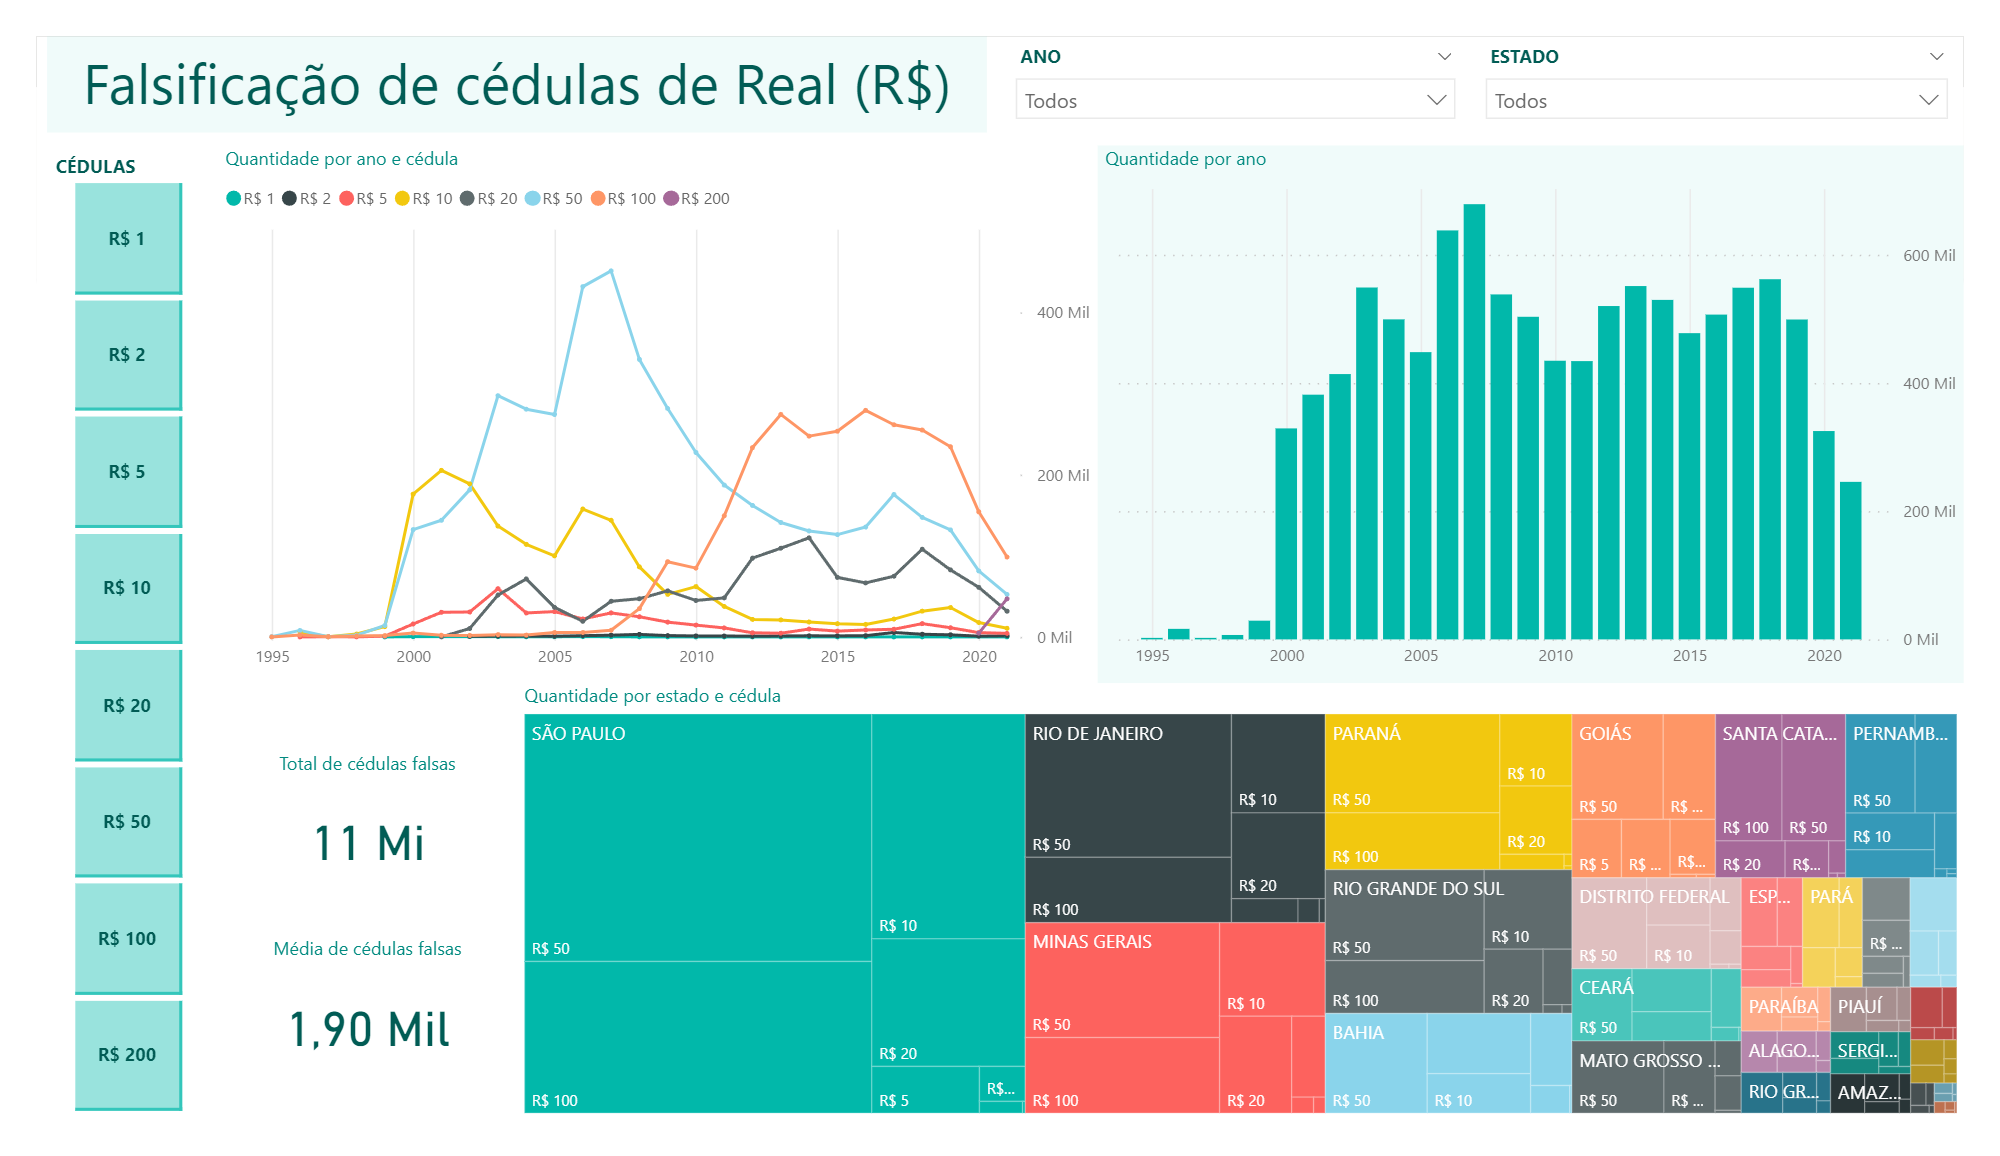 Falsificação de cédulas de Real (R$)
ANO
Todos
ESTADO
Todos
CÉDULAS
R$ 1
R$ 2
R$ 5
R$ 10
R$ 20
R$ 50
R$ 100
R$ 200
Quantidade por ano e cédula
R$ 1 R$ 2 R$ 5 R$ 10 R$ 20 R$ 50 R$ 100 R$ 200
400 Mil
200 Mil
0 Mil
1995 2000 2005 2010 2015 2020
Quantidade por ano
600 Mil
400 Mil
200 Mil
0 Mil
1995 2000 2005 2010 2015 2020
Total de cédulas falsas
11 Mi
Média de cédulas falsas
1,90 Mil
Quantidade por estado e cédula
SÃO PAULO
R$ 50
R$ 100
R$ 10
R$ 20
R$ 5
R$...
RIO DE JANEIRO
R$ 50
R$ 100
R$ 10
R$ 20
MINAS GERAIS
R$ 50
R$ 100
R$ 10
R$ 20
PARANÁ
R$ 50
R$ 100
R$ 10
R$ 20
RIO GRANDE DO SUL
R$ 50
R$ 100
R$ 10
R$ 20
BAHIA
R$ 50
R$ 10
GOIÁS
R$ 50
R$ ...
R$ 5
R$ ...
R$...
SANTA CATA...
R$ 100
R$ 50
R$ 20
R$...
PERNAMB...
R$ 50
R$ 10
DISTRITO FEDERAL
R$ 50
R$ 10
CEARÁ
R$ 50
MATO GROSSO ...
R$ 50
R$ ...
ESP...
PARÁ
R$ ...
PARAÍBA
PIAUÍ
ALAGO...
SERGI...
RIO GR...
AMAZ...